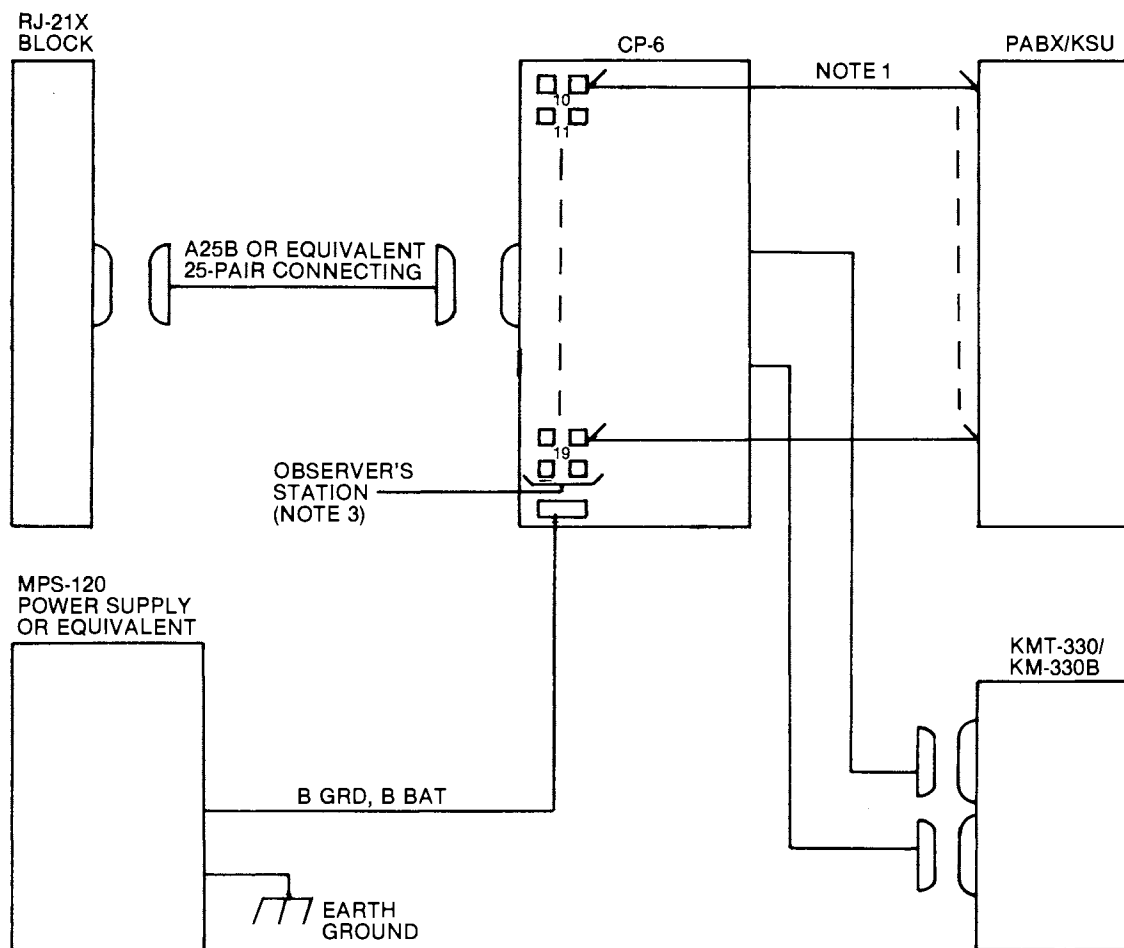 RJ-21X
BLOCK
CP-6
PABX/KSU
NOTE 1
10
11
A25B OR EQUIVALENT
25-PAIR CONNECTING
19
OBSERVER'S
STATION
(NOTE 3)
MPS-120
POWER SUPPLY
OR EQUIVALENT
KMT-330/
KM-330B
B GRD, B BAT
EARTH
GROUND